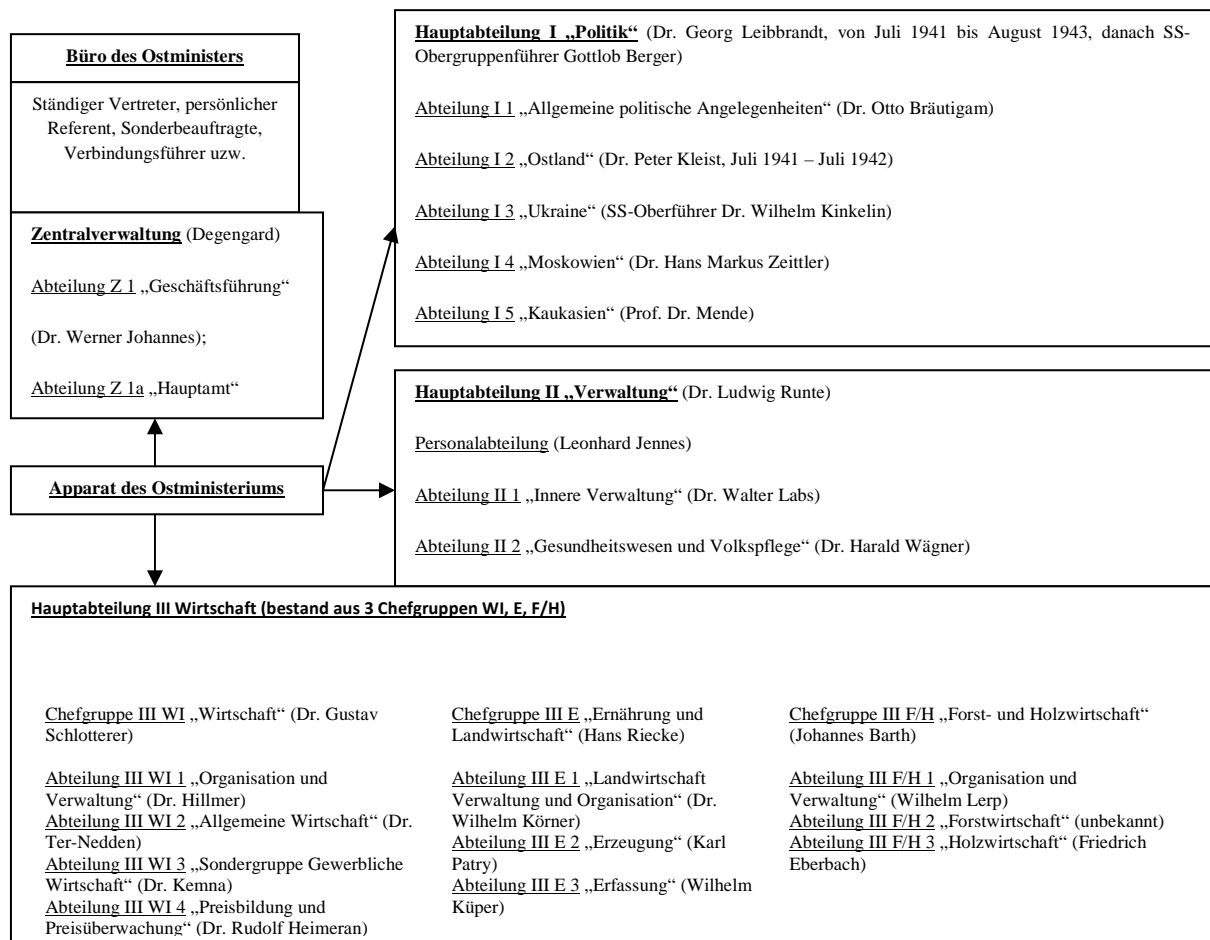 Büro des Ostministers
Ständiger Vertreter, persönlicher
Referent, Sonderbeauftragte,
Verbindungsführer uzw.
Zentralverwaltung (Degengard)
Abteilung Z 1 „Geschäftsführung“
(Dr. Werner Johannes);
Abteilung Z 1a „Hauptamt“
Apparat des Ostministeriums
Hauptabteilung I „Politik“ (Dr. Georg Leibbrandt, von Juli 1941 bis August 1943, danach SS-
Obergruppenführer Gottlob Berger)
Abteilung I 1 „Allgemeine politische Angelegenheiten“ (Dr. Otto Bräutigam)
Abteilung I 2 „Ostland“ (Dr. Peter Kleist, Juli 1941 – Juli 1942)
Abteilung I 3 „Ukraine“ (SS-Oberführer Dr. Wilhelm Kinkelin)
Abteilung I 4 „Moskowien“ (Dr. Hans Markus Zeittler)
Abteilung I 5 „Kaukasien“ (Prof. Dr. Mende)
Hauptabteilung II „Verwaltung“ (Dr. Ludwig Runte)
Personalabteilung (Leonhard Jennes)
Abteilung II 1 „Innere Verwaltung“ (Dr. Walter Labs)
Abteilung II 2 „Gesundheitswesen und Volkspflege“ (Dr. Harald Wägner)
Hauptabteilung III Wirtschaft (bestand aus 3 Chefgruppen WI, E, F/H)
Chefgruppe III WI „Wirtschaft“ (Dr. Gustav
Schlotterer)
Abteilung III WI 1 „Organisation und
Verwaltung“ (Dr. Hillmer)
Abteilung III WI 2 „Allgemeine Wirtschaft“ (Dr.
Ter-Nedden)
Abteilung III WI 3 „Sondergruppe Gewerbliche
Wirtschaft“ (Dr. Kemna)
Abteilung III WI 4 „Preisbildung und
Preisüberwachung“ (Dr. Rudolf Heimeran)
Chefgruppe III E „Ernährung und
Landwirtschaft“ (Hans Riecke)
Abteilung III E 1 „Landwirtschaft
Verwaltung und Organisation“ (Dr.
Wilhelm Körner)
Abteilung III E 2 „Erzeugung“ (Karl
Patry)
Abteilung III E 3 „Erfassung“ (Wilhelm
Küper)
Chefgruppe III F/H „Forst- und Holzwirtschaft“
(Johannes Barth)
Abteilung III F/H 1 „Organisation und
Verwaltung“ (Wilhelm Lerp)
Abteilung III F/H 2 „Forstwirtschaft“ (unbekannt)
Abteilung III F/H 3 „Holzwirtschaft“ (Friedrich
Eberbach)